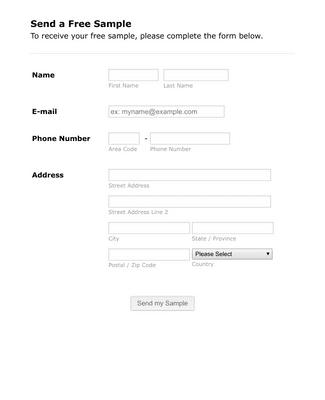 Send a Free Sample
To receive your free sample, please complete the form below.
Name
First Name Last Name
E-mail ex: myname@example.com
Phone Number -
Area Code Phone Number
Address
Street Address
Street Address Line 2
City State / Province
Please Select
Postal / Zip Code Country
Send my Sample